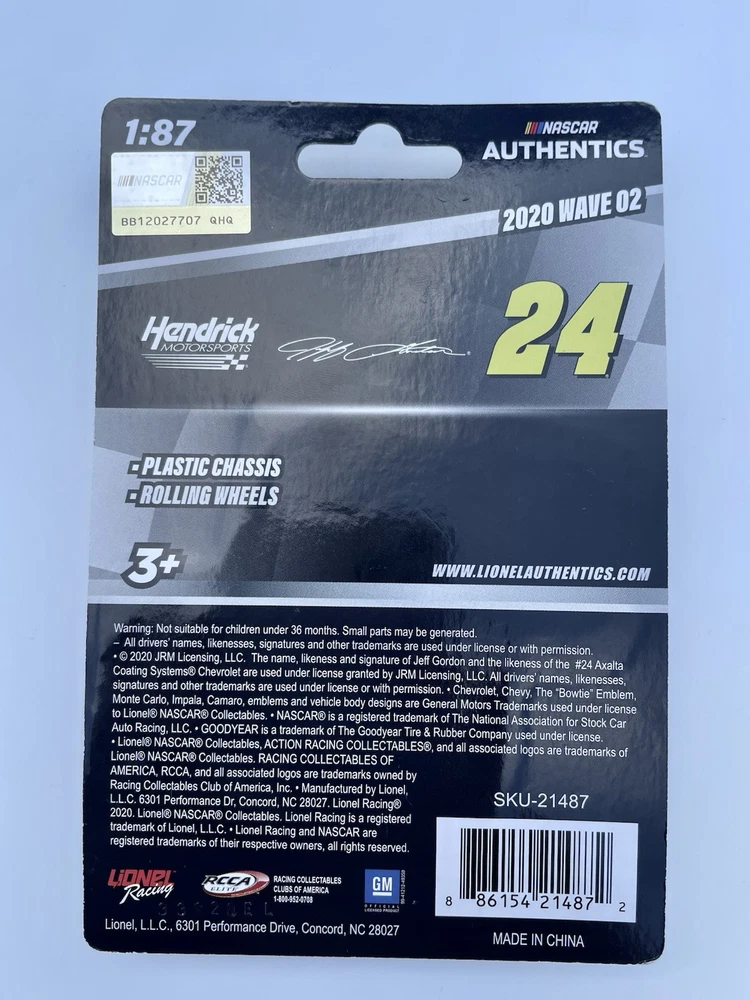 1:87
NASCAR
BB12027707 QHQ
NASCAR
AUTHENTICS
2020 WAVE 02
Hendrick
MOTORSPORTS
24
PLASTIC CHASSIS
ROLLING WHEELS
3+
WWW.LIONELAUTHENTICS.COM
Warning: Not suitable for children under 36 months. Small parts may be generated.
– All drivers' names, likenesses, signatures and other trademarks are used under license or with permission.
• © 2020 JRM Licensing, LLC. The name, likeness and signature of Jeff Gordon and the likeness of the #24 Axalta
Coating Systems® Chevrolet are used under license granted by JRM Licensing, LLC. All drivers' names, likenesses,
signatures and other trademarks are used under license or with permission. • Chevrolet, Chevy, The "Bowtie" Emblem,
Monte Carlo, Impala, Camaro, emblems and vehicle body designs are General Motors Trademarks used under license
to Lionel® NASCAR® Collectables. • NASCAR® is a registered trademark of The National Association for Stock Car
Auto Racing, LLC. • GOODYEAR is a trademark of The Goodyear Tire & Rubber Company used under license.
• Lionel® NASCAR® Collectables, ACTION RACING COLLECTABLES®, and all associated logos are trademarks of
Lionel® NASCAR® Collectables. RACING COLLECTABLES OF
AMERICA, RCCA, and all associated logos are trademarks owned by
Racing Collectables Club of America, Inc. • Manufactured by Lionel,
L.L.C. 6301 Performance Dr, Concord, NC 28027. Lionel Racing®
2020. Lionel® NASCAR® Collectables. Lionel Racing is a registered
trademark of Lionel, L.L.C. • Lionel Racing and NASCAR are
registered trademarks of their respective owners, all rights reserved.
SKU-21487
8 86154 21487 2
MADE IN CHINA
LIONEL
Racing
RCCA
ELITE
RACING COLLECTABLES
CLUBS OF AMERICA
1-800-952-0708
GM
OFFICIAL
LICENSED PRODUCT
Lionel, L.L.C., 6301 Performance Drive, Concord, NC 28027